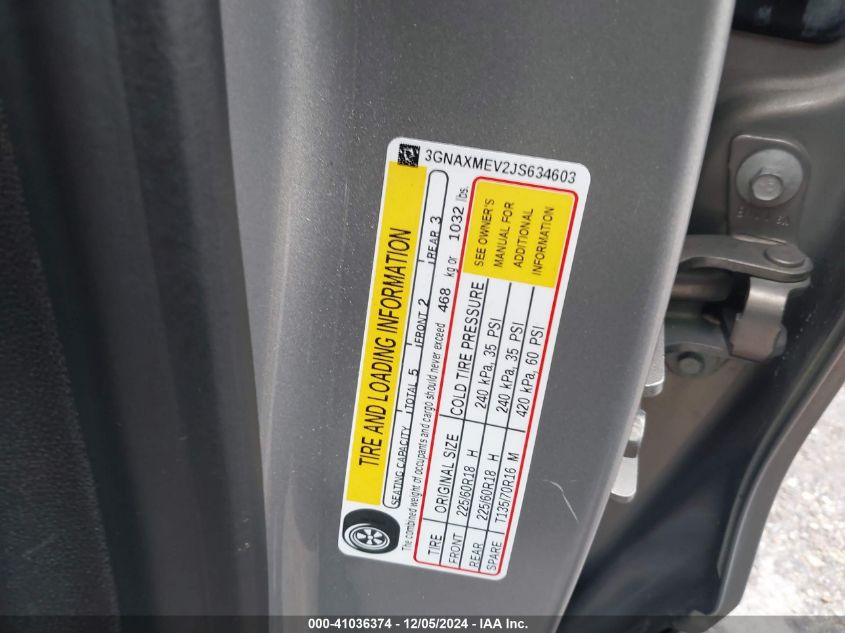 3GNAXMEV2JS634603
TIRE AND LOADING INFORMATION
SEATING CAPACITY TOTAL 5 FRONT 2 REAR 3
The combined weight of occupants and cargo should never exceed 468 kg or 1032 lbs.
TIRE ORIGINAL SIZE COLD TIRE PRESSURE
FRONT 225/60R18 H 240 kPa, 35 PSI
REAR 225/60R18 H 240 kPa, 35 PSI
SPARE T135/70R16 M 420 kPa, 60 PSI
SEE OWNER'S
MANUAL FOR
ADDITIONAL
INFORMATION
000-41036374 - 12/05/2024 - IAA Inc.